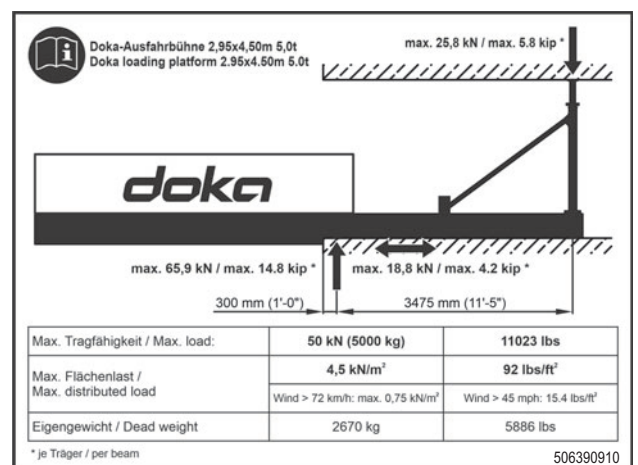 Doka-Ausfahrbühne 2,95x4,50m 5,0t
Doka loading platform 2.95x4.50m 5.0t
max. 25,8 kN / max. 5.8 kip *
doka
max. 65,9 kN / max. 14.8 kip *
max. 18,8 kN / max. 4.2 kip *
300 mm (1'-0")
3475 mm (11'-5")
Max. Tragfähigkeit / Max. load:
50 kN (5000 kg)
11023 lbs
Max. Flächenlast /
Max. distributed load
4,5 kN/m²
92 lbs/ft²
Wind > 72 km/h: max. 0,75 kN/m²
Wind > 45 mph: 15.4 lbs/ft²
Eigengewicht / Dead weight
2670 kg
5886 lbs
* je Träger / per beam
506390910